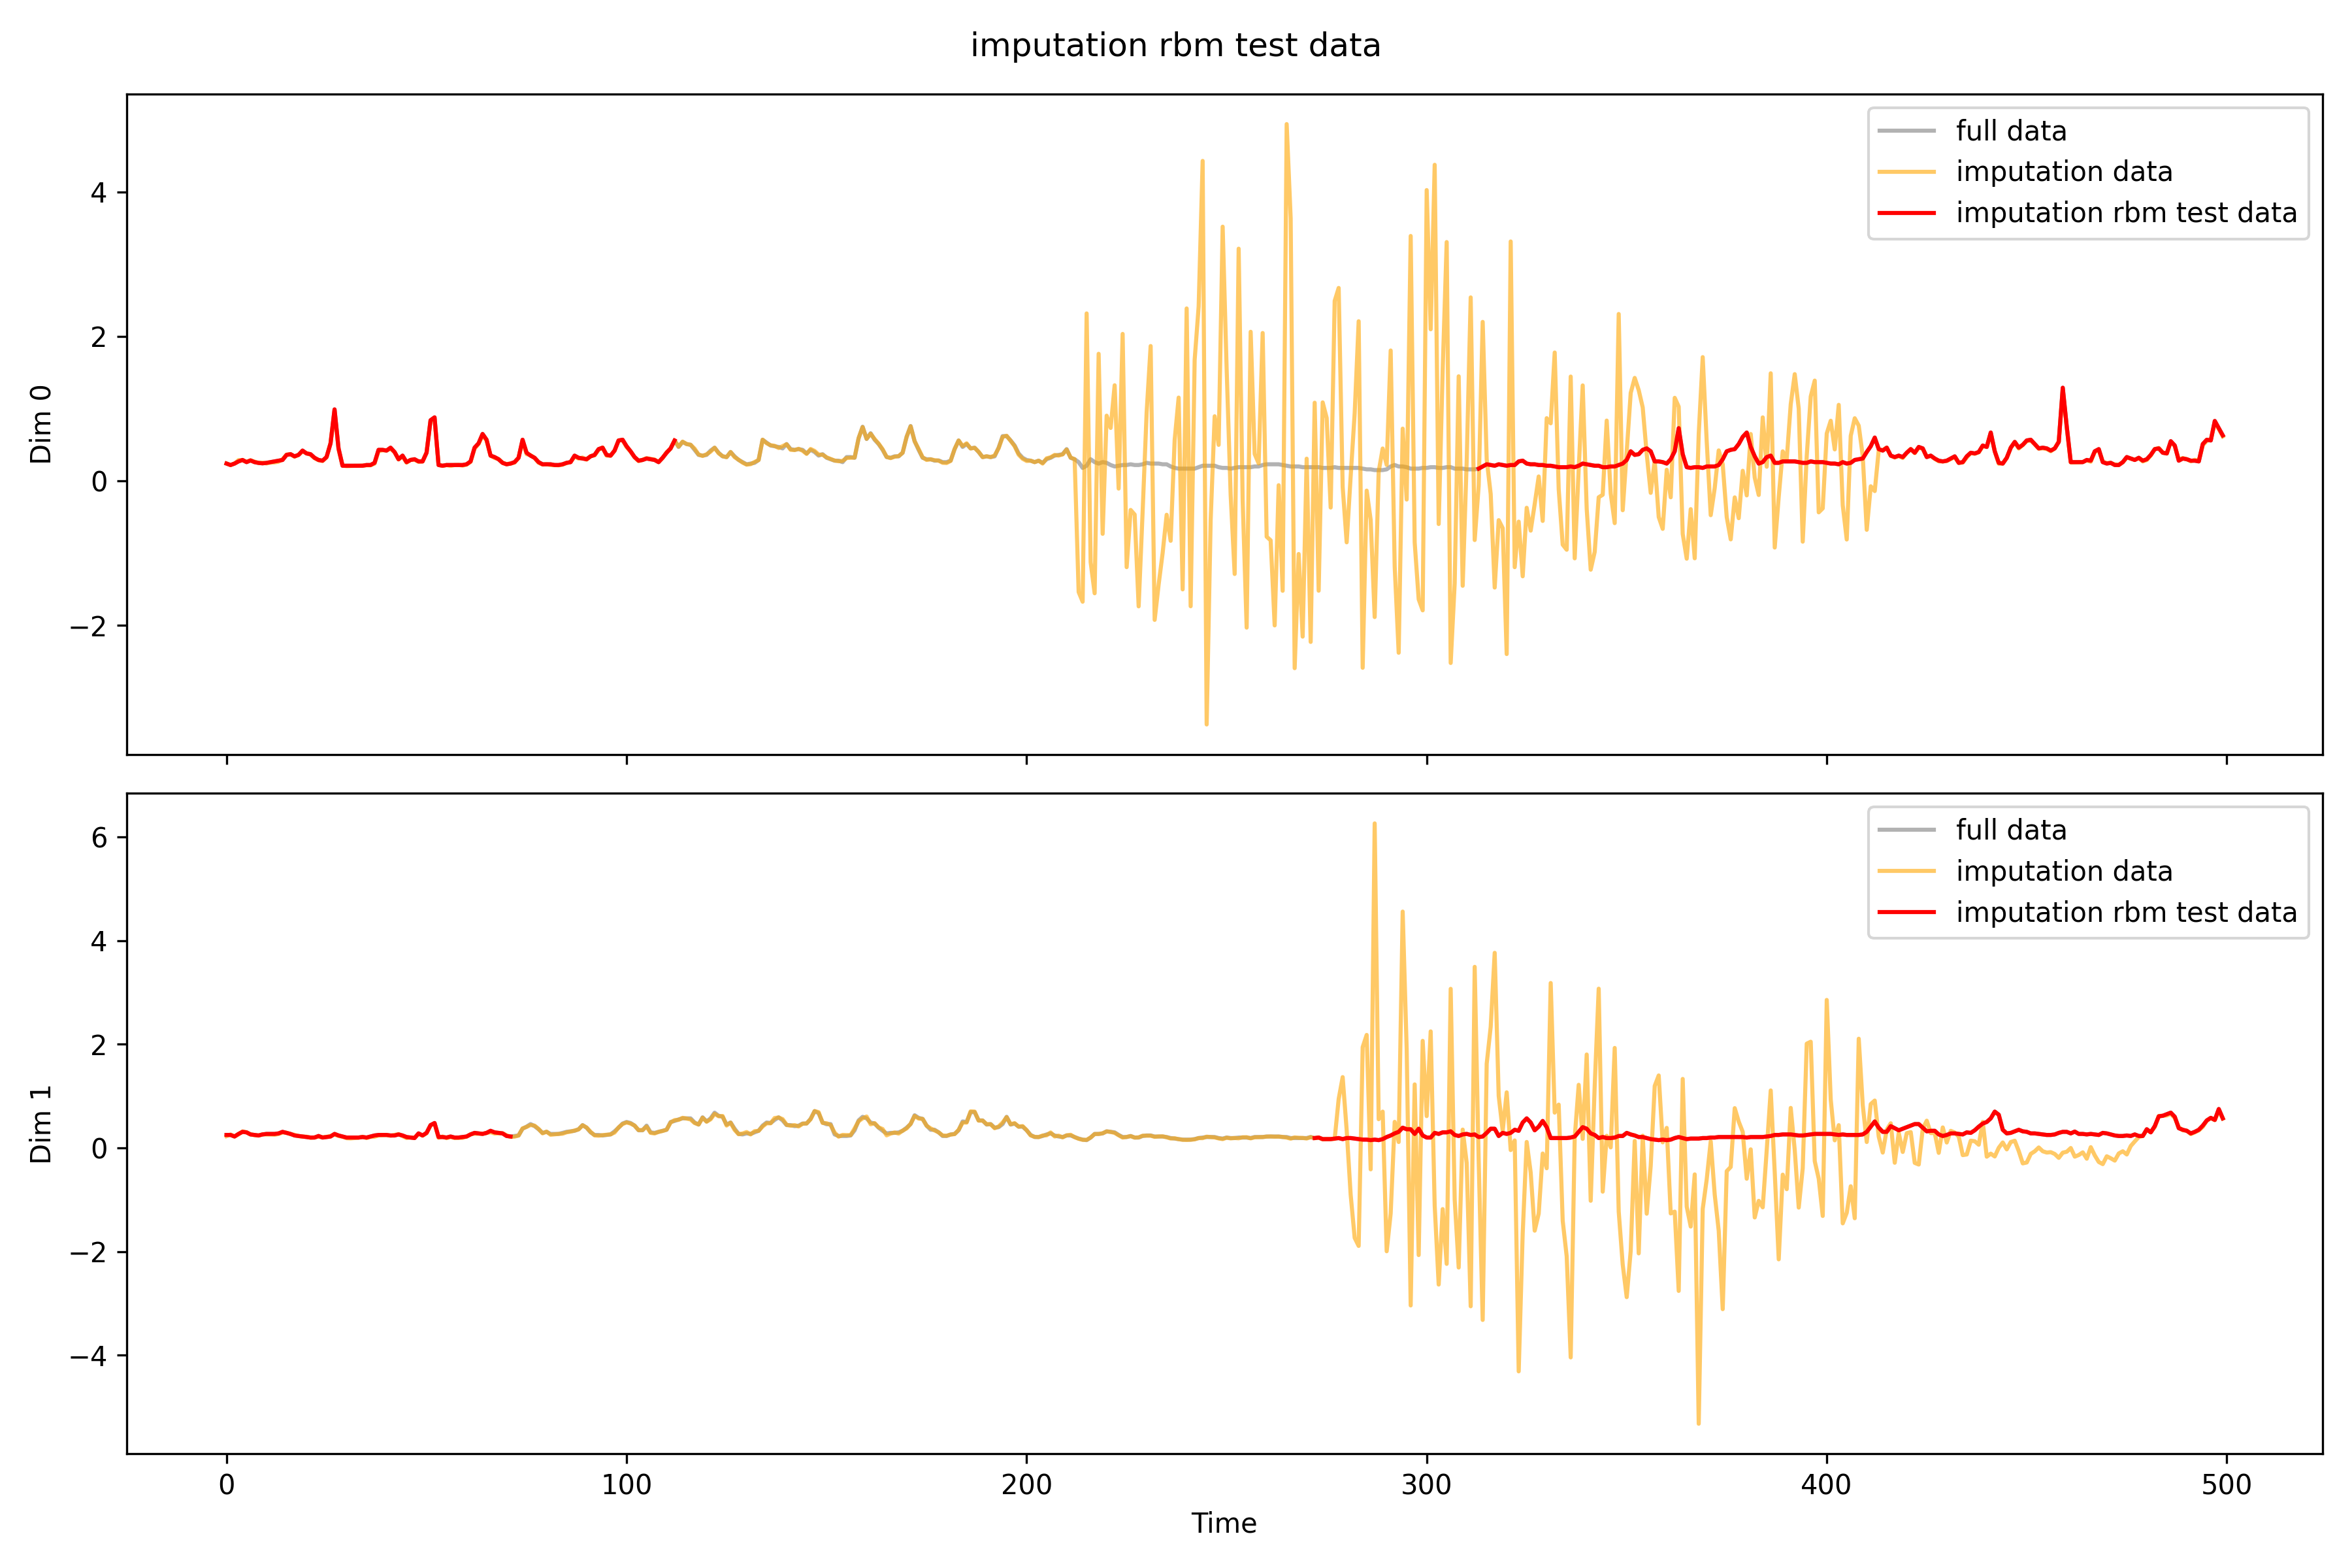 imputation rbm test data
full data
imputation data
imputation rbm test data
4
2
0
−2
Dim 0
full data
imputation data
imputation rbm test data
6
4
2
0
−2
−4
Dim 1
0 100 200 300 400 500
Time